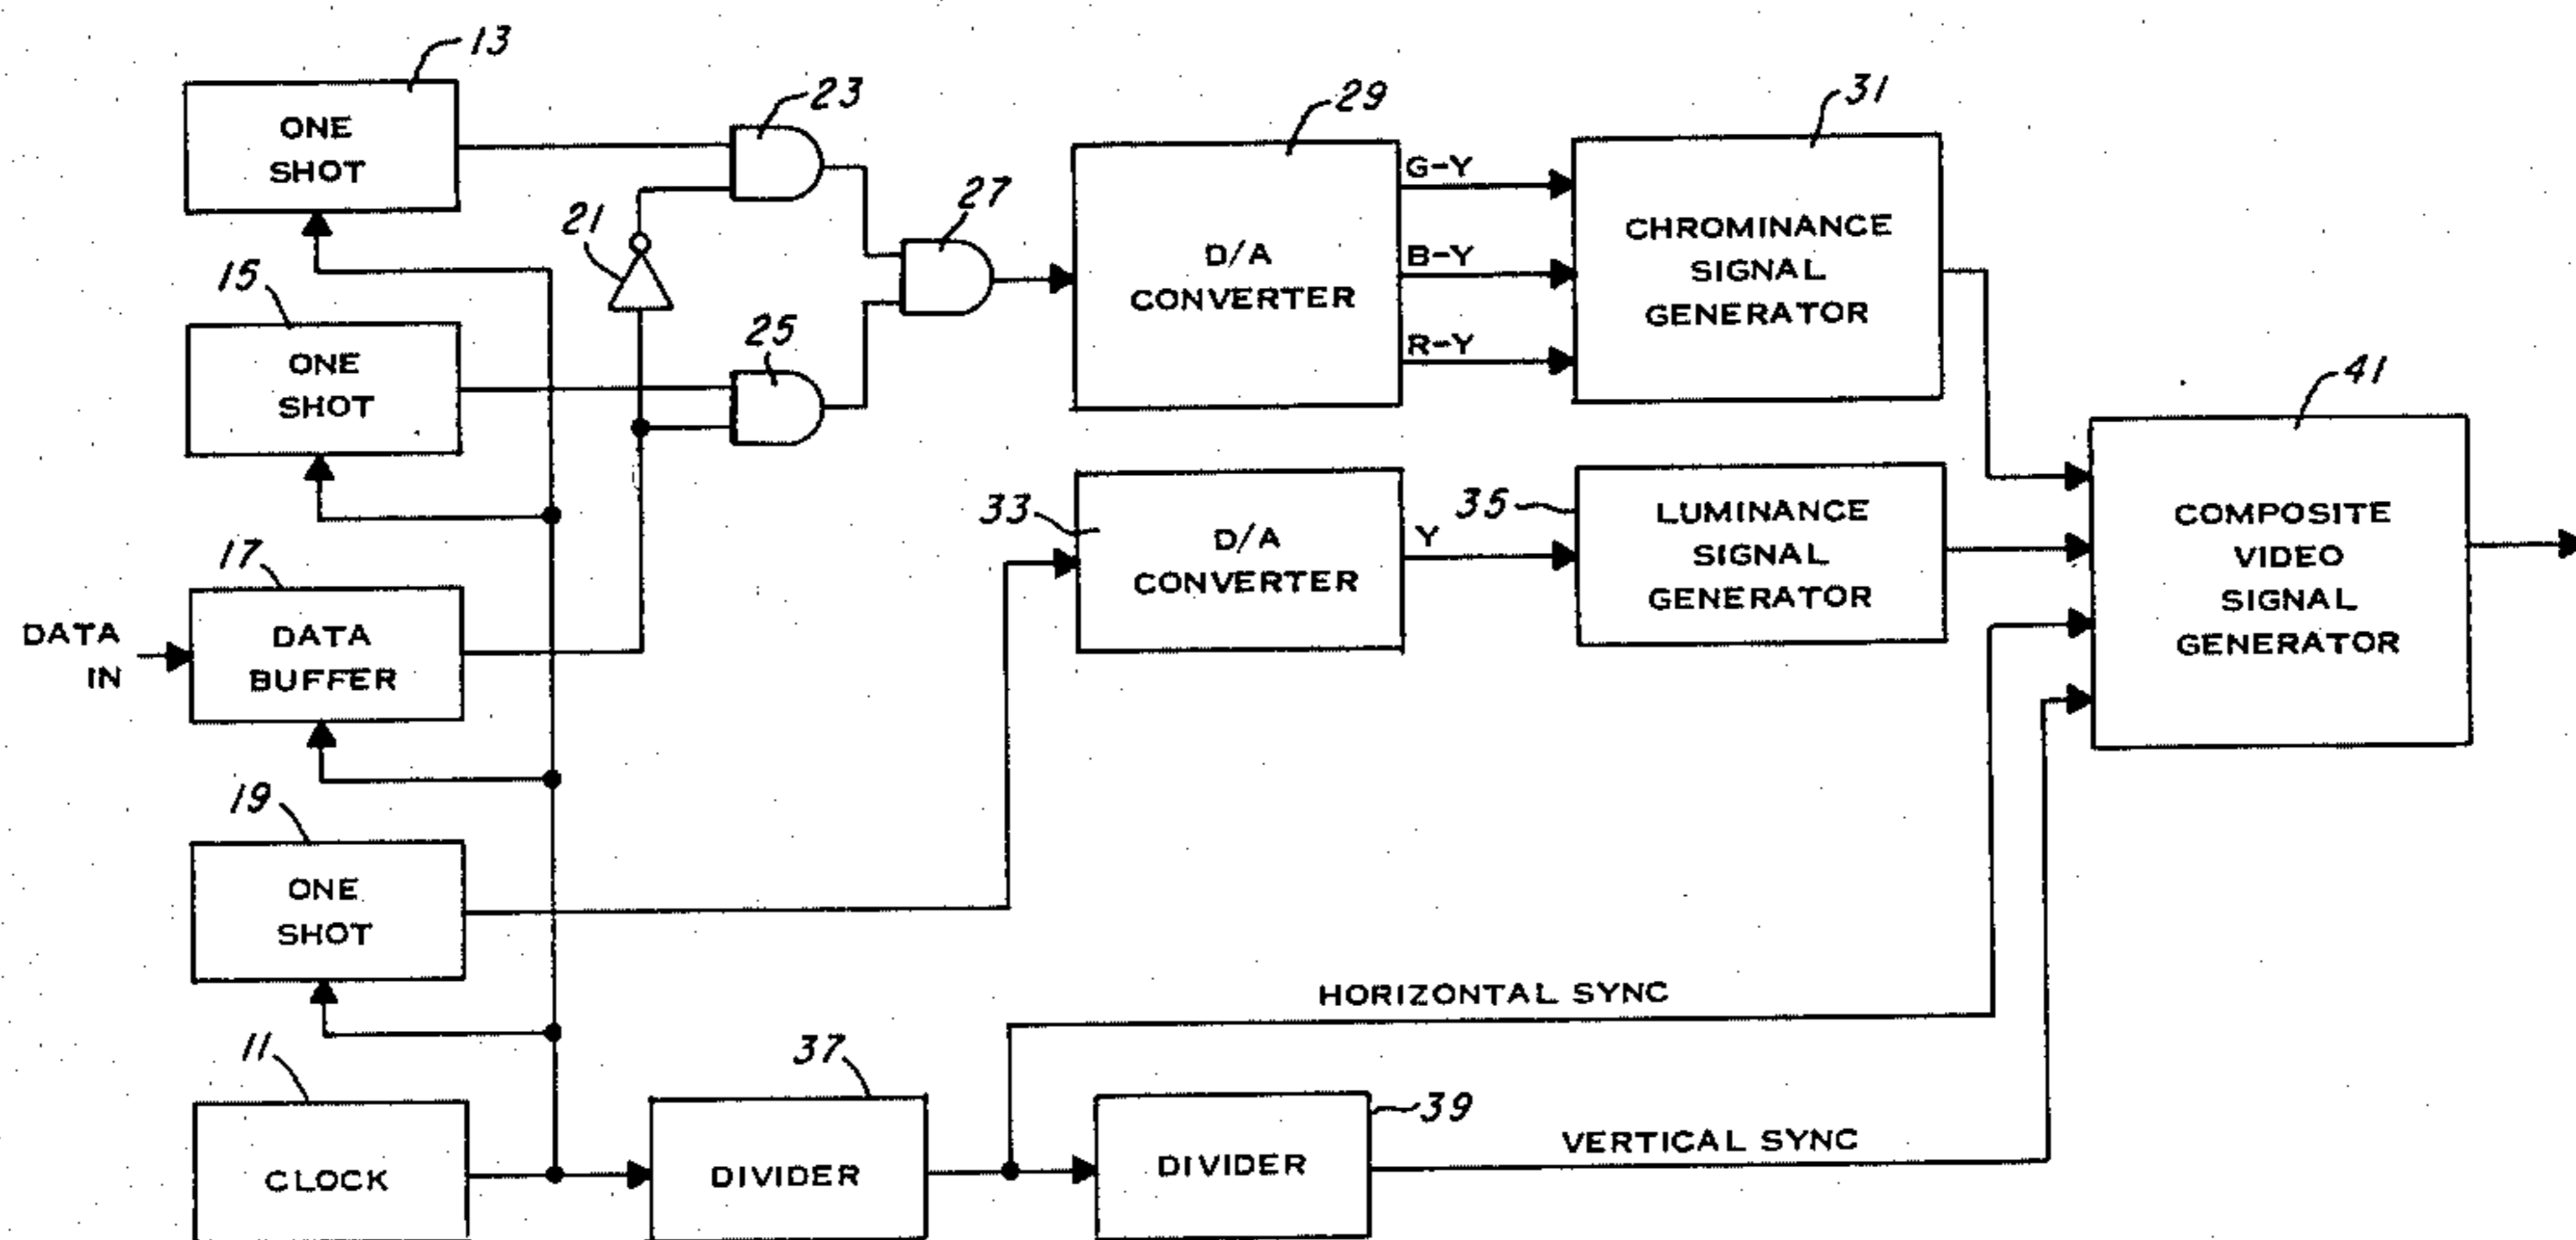 13
ONE
SHOT
23
29
31
21
27
G-Y
B-Y
R-Y
D/A
CONVERTER
CHROMINANCE
SIGNAL
GENERATOR
15
ONE
SHOT
25
41
17
DATA
IN
DATA
BUFFER
33
D/A
CONVERTER
Y
35
LUMINANCE
SIGNAL
GENERATOR
COMPOSITE
VIDEO
SIGNAL
GENERATOR
19
ONE
SHOT
HORIZONTAL SYNC
11
CLOCK
37
DIVIDER
39
DIVIDER
VERTICAL SYNC